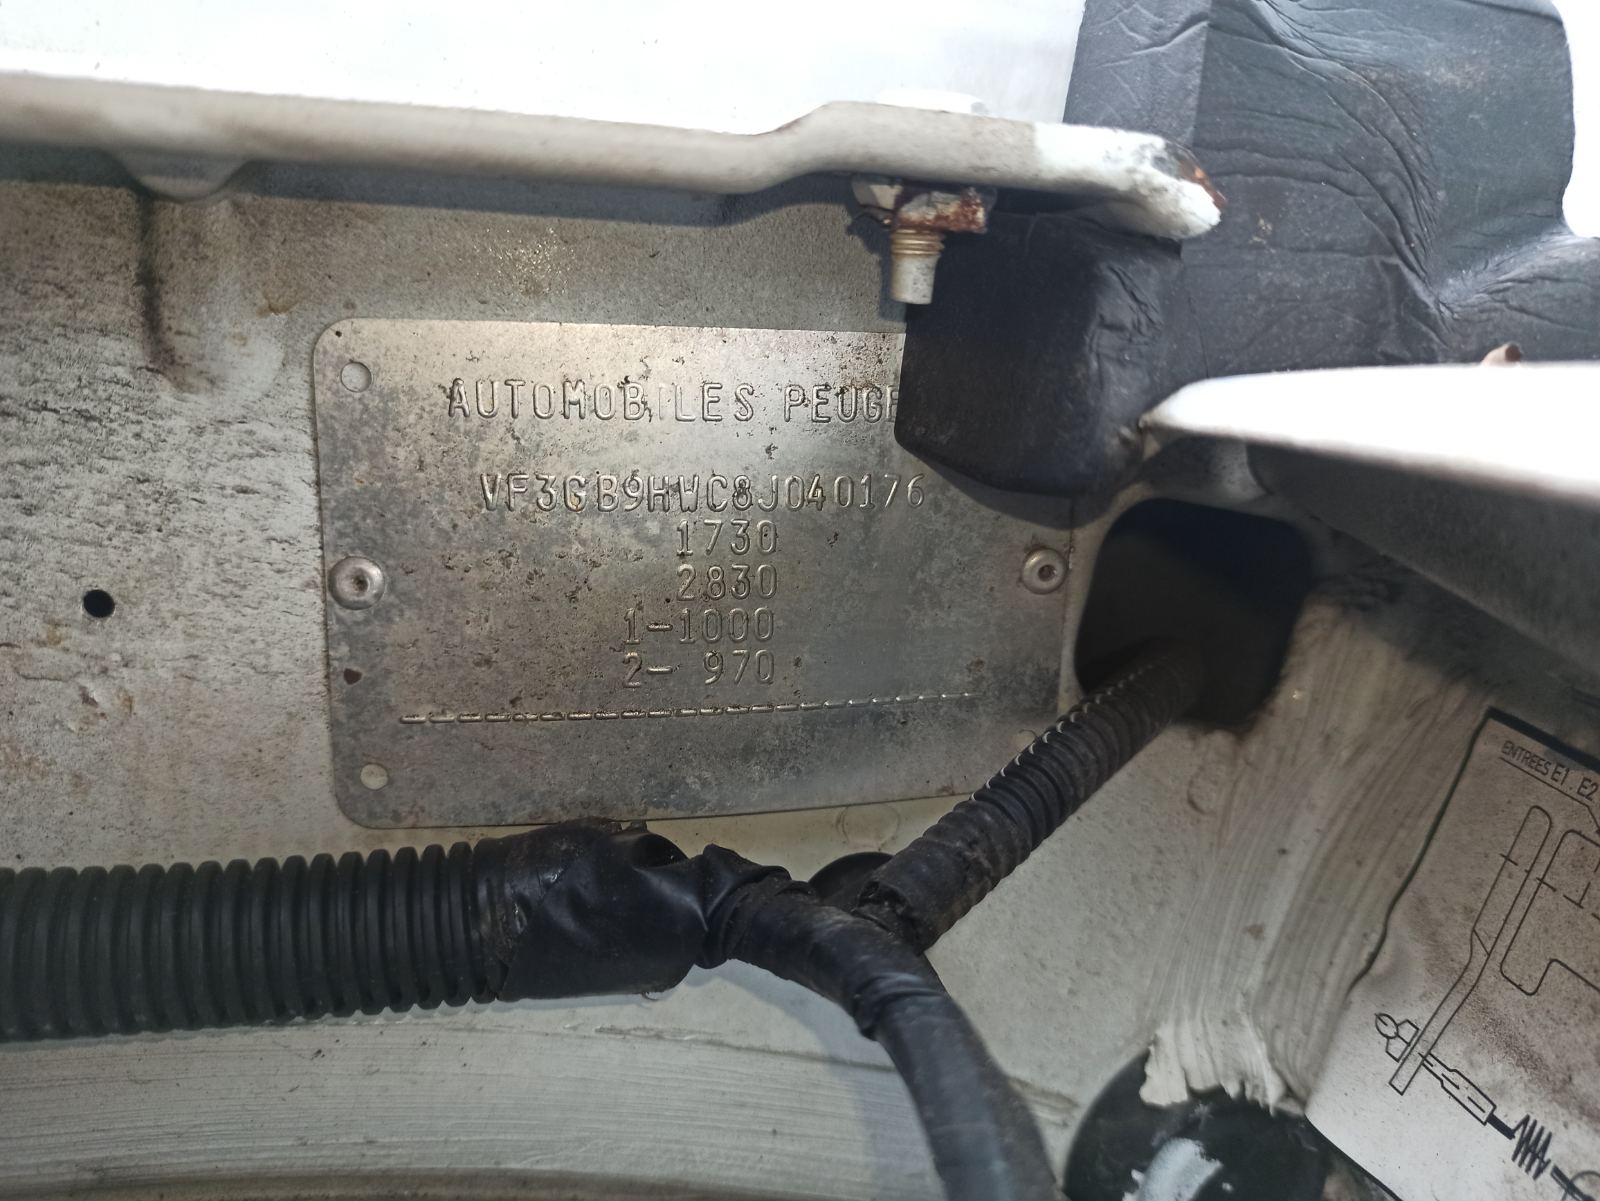 AUTOMOBILES PEUGE
VF3GB9HWC8J040176
1730
2830
1-1000
2- 970
ENTREES E1 . E2